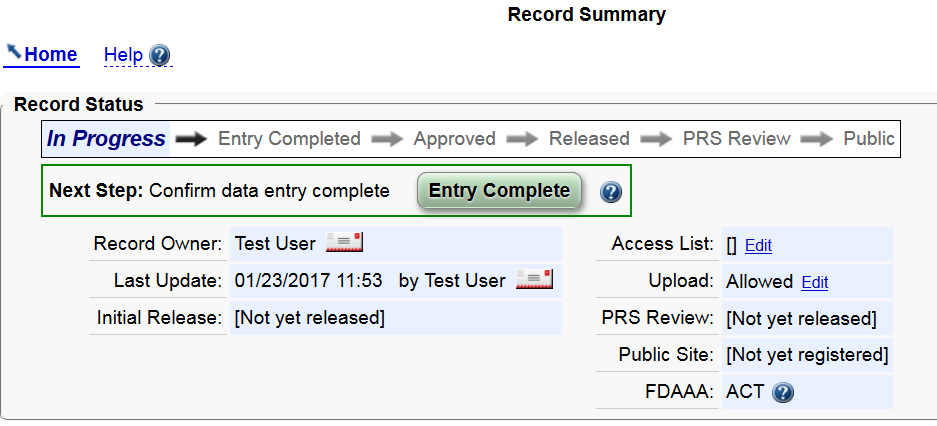 Record Summary
Home Help ?
Record Status
In Progress Entry Completed Approved Released PRS Review Public
Next Step: Confirm data entry complete Entry Complete ?
Record Owner: Test User
Last Update: 01/23/2017 11:53 by Test User
Initial Release: [Not yet released]
Access List: [] Edit
Upload: Allowed Edit
PRS Review: [Not yet released]
Public Site: [Not yet registered]
FDAAA: ACT ?